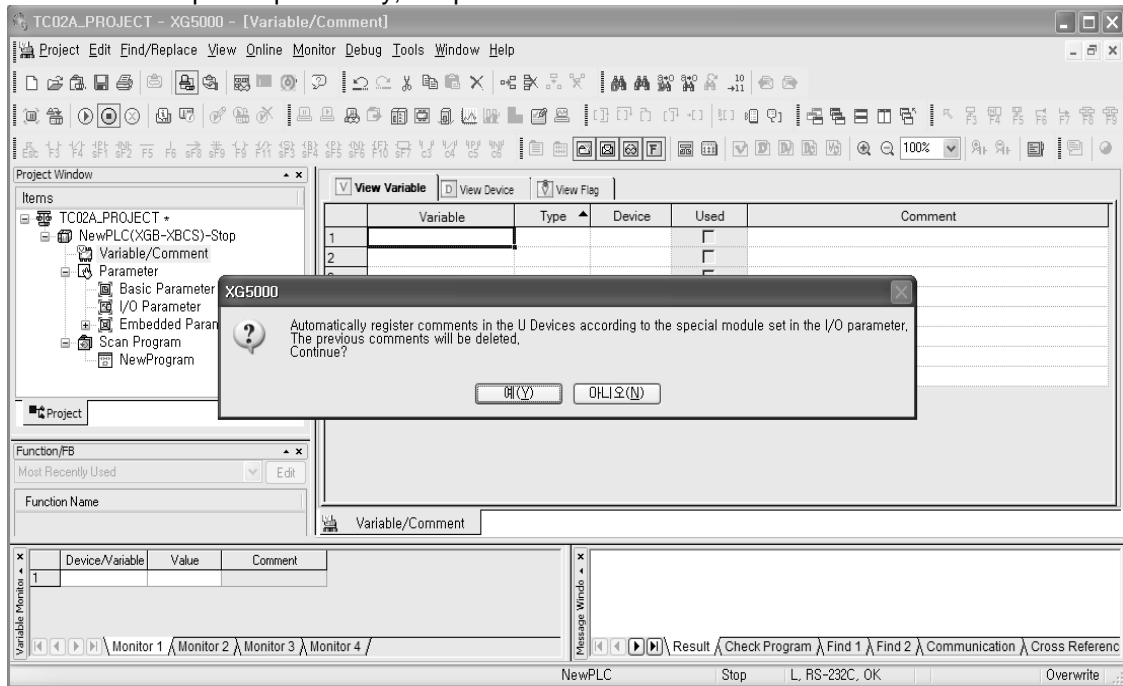 TC02A_PROJECT - XG5000 - [Variable/Comment]
Project Edit Find/Replace View Online Monitor Debug Tools Window Help
100%
Project Window
Items
TC02A_PROJECT *
NewPLC(XGB-XBCS)-Stop
Variable/Comment
Parameter
Basic Parameter
I/O Parameter
Embedded Param
Scan Program
NewProgram
Project
View Variable
View Device
View Flag
Variable Type Device Used Comment
1
2
XG5000
Automatically register comments in the U Devices according to the special module set in the I/O parameter,
The previous comments will be deleted,
Continue?
예(Y)
아니오(N)
Function/FB
Most Recently Used
Edit
Function Name
Variable/Comment
Device/Variable Value Comment
1
Variable Monitor
Monitor 1 Monitor 2 Monitor 3 Monitor 4
Message Windo
Result Check Program Find 1 Find 2 Communication Cross Referenc
NewPLC Stop L, RS-232C, OK Overwrite